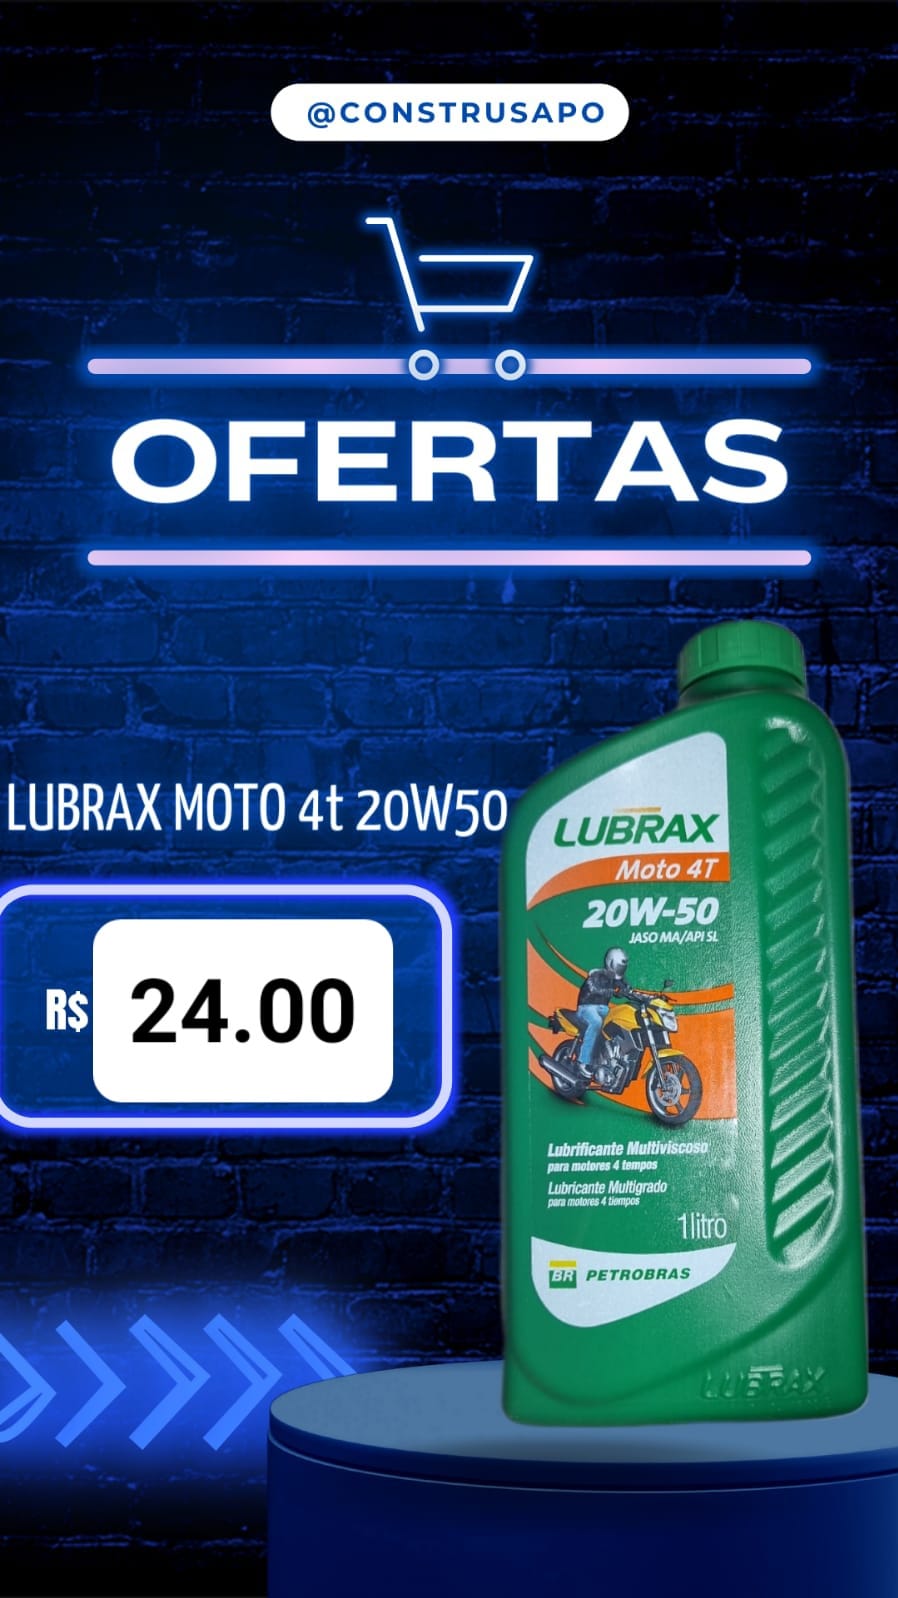 @CONSTRUSAPO
OFERTAS
LUBRAX MOTO 4t 20W50
R$ 24.00
LUBRAX
Moto 4T
20W-50
JASO MA/API SL
Lubrificante Multiviscoso
para motores 4 tempos
Lubricante Multigrado
para motores 4 tiempos
1litro
BR PETROBRAS
LUBRAX